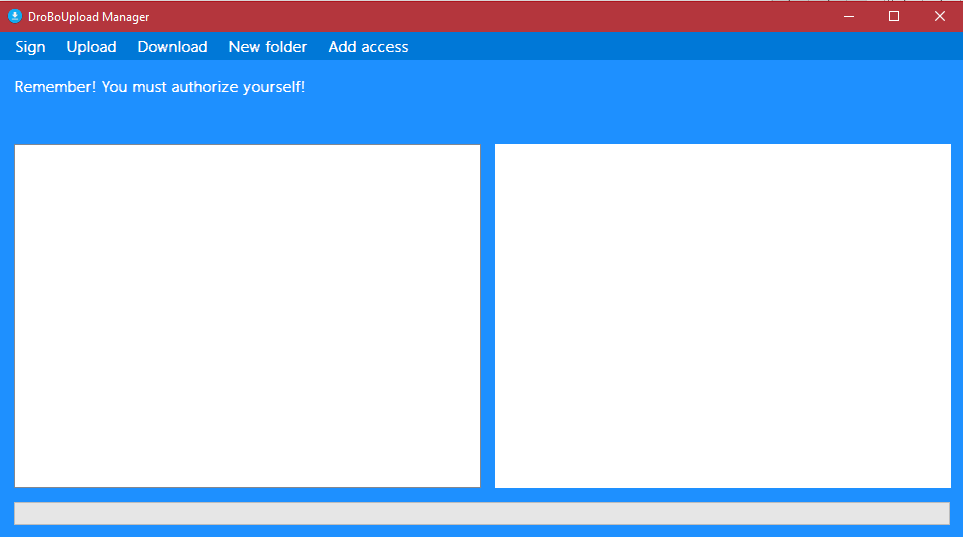 DroBoUpload Manager
Sign Upload Download New folder Add access
Remember! You must authorize yourself!